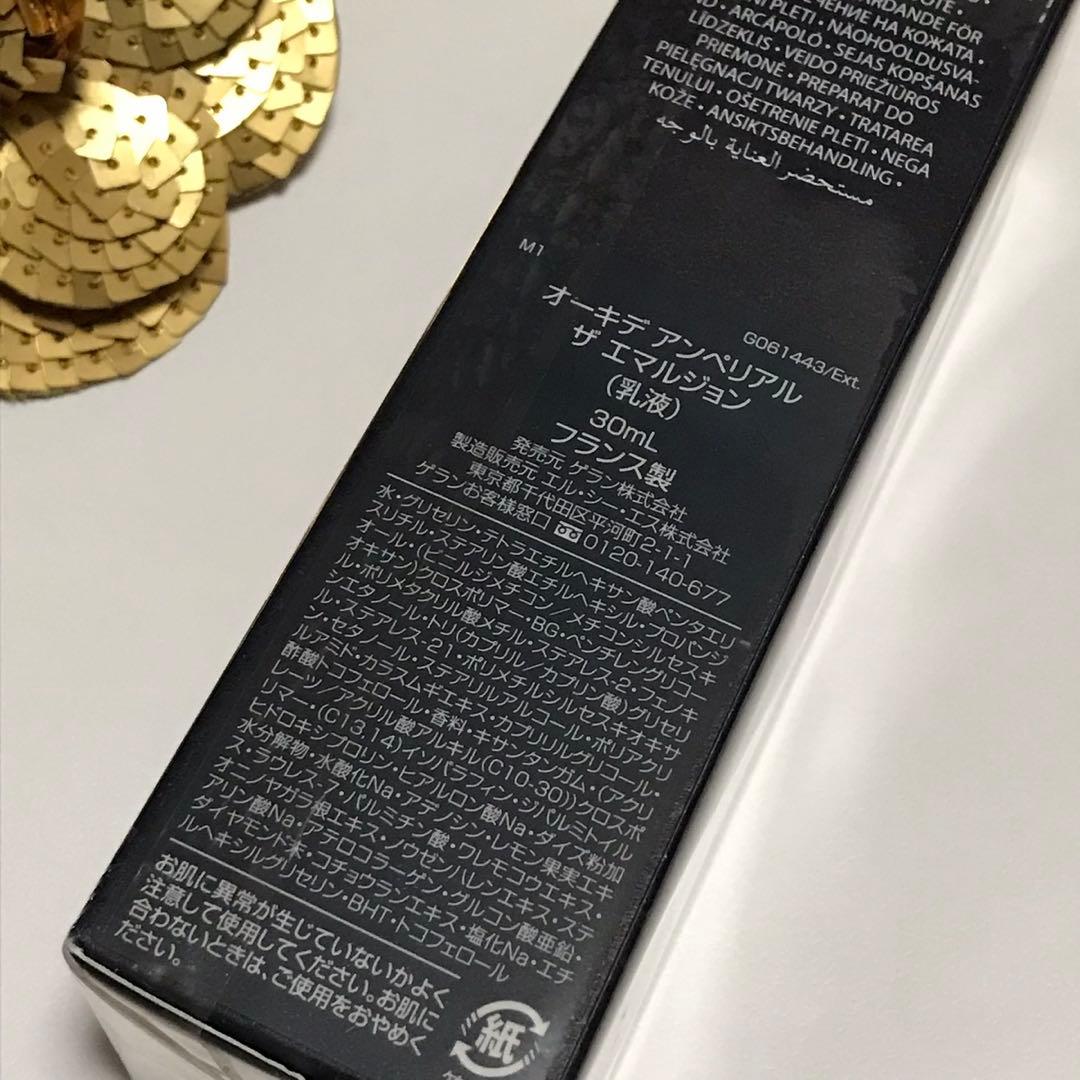 ARDANDE FÖR
ЧЕНИЕ НА КОЖАТА
ID • ARCÁPOLÓ • SEJAS KOPŠANAS
LĪDZEKLIS • VEIDO PRIEŽIŪROS
PRIEMONĖ • PREPARAT DO
PIELĘGNACJI TWARZY • TRATAREA
TENULUI • OŠETRENIE PLETI • NEGA
KOŽE • ANSIKTSBEHANDLING •
مستحضر العناية بالوجه
M1
G061443/Ext.
オーキデ アンペリアル
ザ エマルジョン
(乳液)
30mL
フランス製
発売元 ゲラン株式会社
製造販売元 エル・シー・エス株式会社
東京都千代田区平河町2-1-1
ゲランお客様窓口 0120-140-677
水・グリセリン・テトラエチルヘキサン酸ペンタエリ
スリチル・ステアリン酸エチルヘキシル・プロパンジ
オール・(ビニルジメチコン/メチコンシルセスキ
オキサン)クロスポリマー・BG・ペンチレングリコー
ル・ポリメタクリル酸メチル・ステアレス-2・フェノキ
シエタノール・トリ(カプリル/カプリン酸)グリセリ
ル・ステアレス-21・ポリメチルシルセスキオキサ
ン・セタノール・ステアリルアルコール・ポリアクリ
ルアミド・カラスムギエキス・カプリリルグリコール・
酢酸トコフェロール・香料・キサンタンガム・(アクリ
レーツ/アクリル酸アルキル(C10-30))クロスポ
リマー・(C13,14)イソパラフィン・ジパルミトイル
ヒドロキシプロリン・ヒアルロン酸Na・ダイズ粉加
水分解物・水酸化Na・アデノシン・レモン果実エキ
ス・ラウレス-7・パルミチン酸・ワレモコウエキス・
オニノヤガラ根エキス・ノウゼンハレンエキス・ステ
アリン酸Na・アテロコラーゲン・グルコン酸亜鉛・
ダイヤモンド末・コチョウランエキス・塩化Na・エチ
ルヘキシルグリセリン・BHT・トコフェロール
お肌に異常が生じていないかよく
注意して使用してください。お肌に
合わないときは、ご使用をおやめく
ださい。
紙